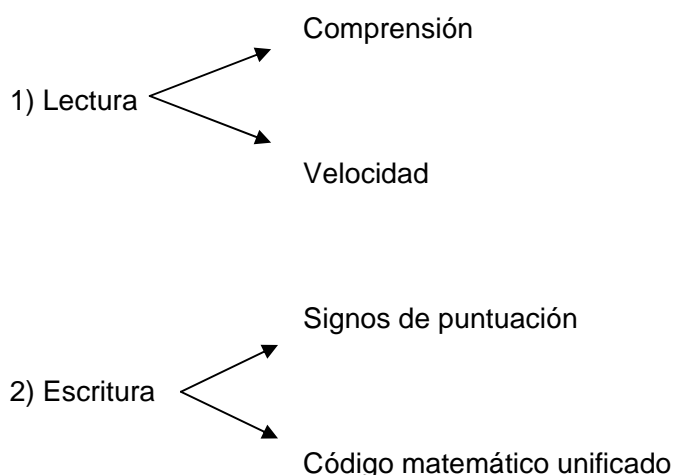 Comprensión
1) Lectura
Velocidad
Signos de puntuación
2) Escritura
Código matemático unificado